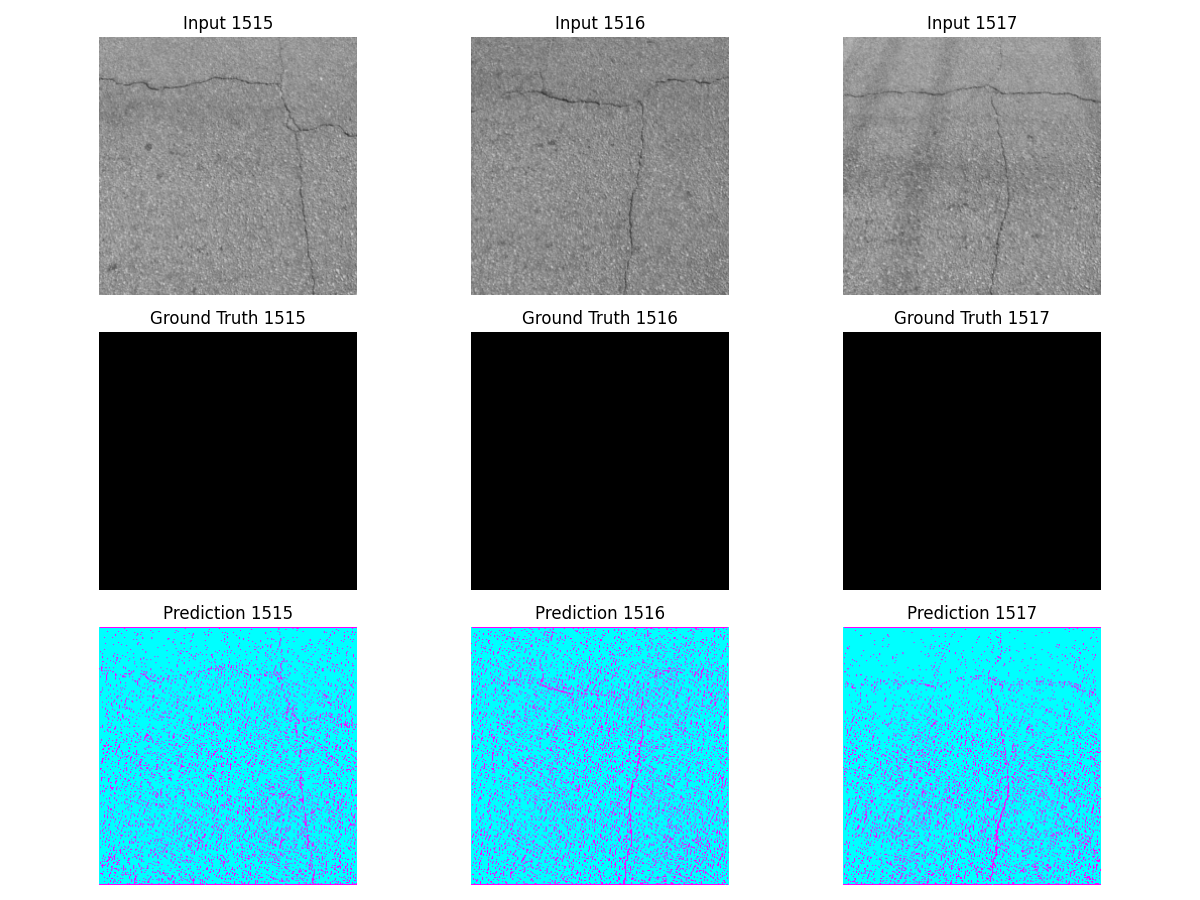 Input 1515
Input 1516
Input 1517
Ground Truth 1515
Ground Truth 1516
Ground Truth 1517
Prediction 1515
Prediction 1516
Prediction 1517